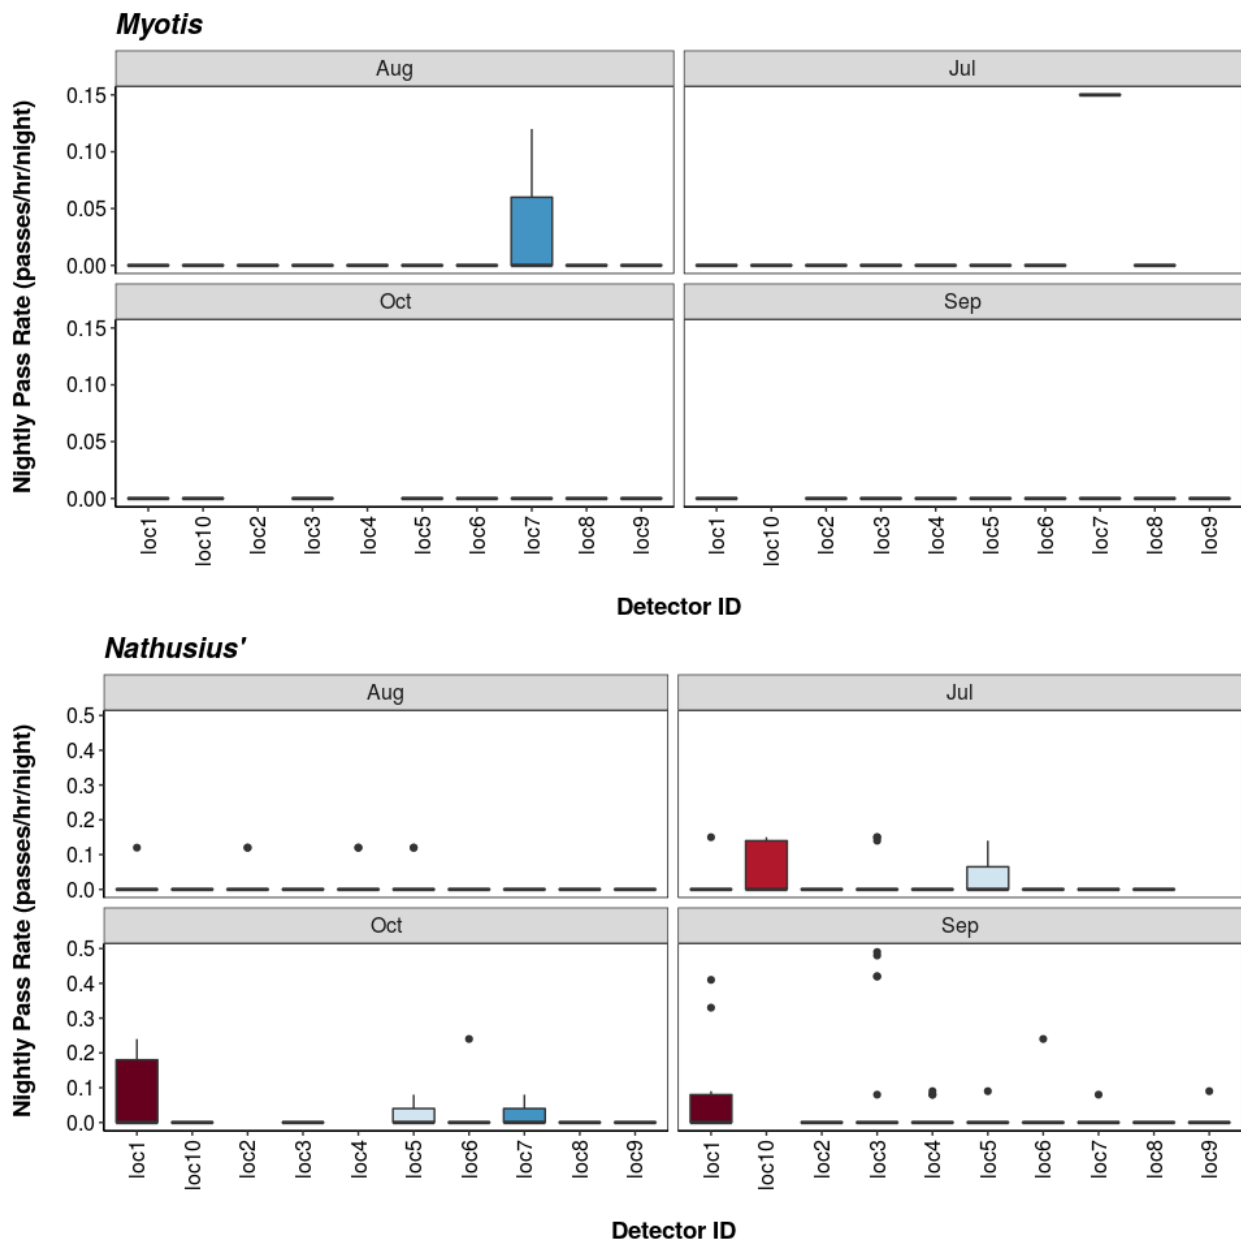 Myotis
Aug
Jul
Nightly Pass Rate (passes/hr/night)
0.15
0.10
0.05
0.00
Oct
Sep
0.15
0.10
0.05
0.00
loc1
loc10
loc2
loc3
loc4
loc5
loc6
loc7
loc8
loc9
loc1
loc10
loc2
loc3
loc4
loc5
loc6
loc7
loc8
loc9
Detector ID
Nathusius'
Aug
Jul
Nightly Pass Rate (passes/hr/night)
0.5
0.4
0.3
0.2
0.1
0.0
Oct
Sep
0.5
0.4
0.3
0.2
0.1
0.0
loc1
loc10
loc2
loc3
loc4
loc5
loc6
loc7
loc8
loc9
loc1
loc10
loc2
loc3
loc4
loc5
loc6
loc7
loc8
loc9
Detector ID